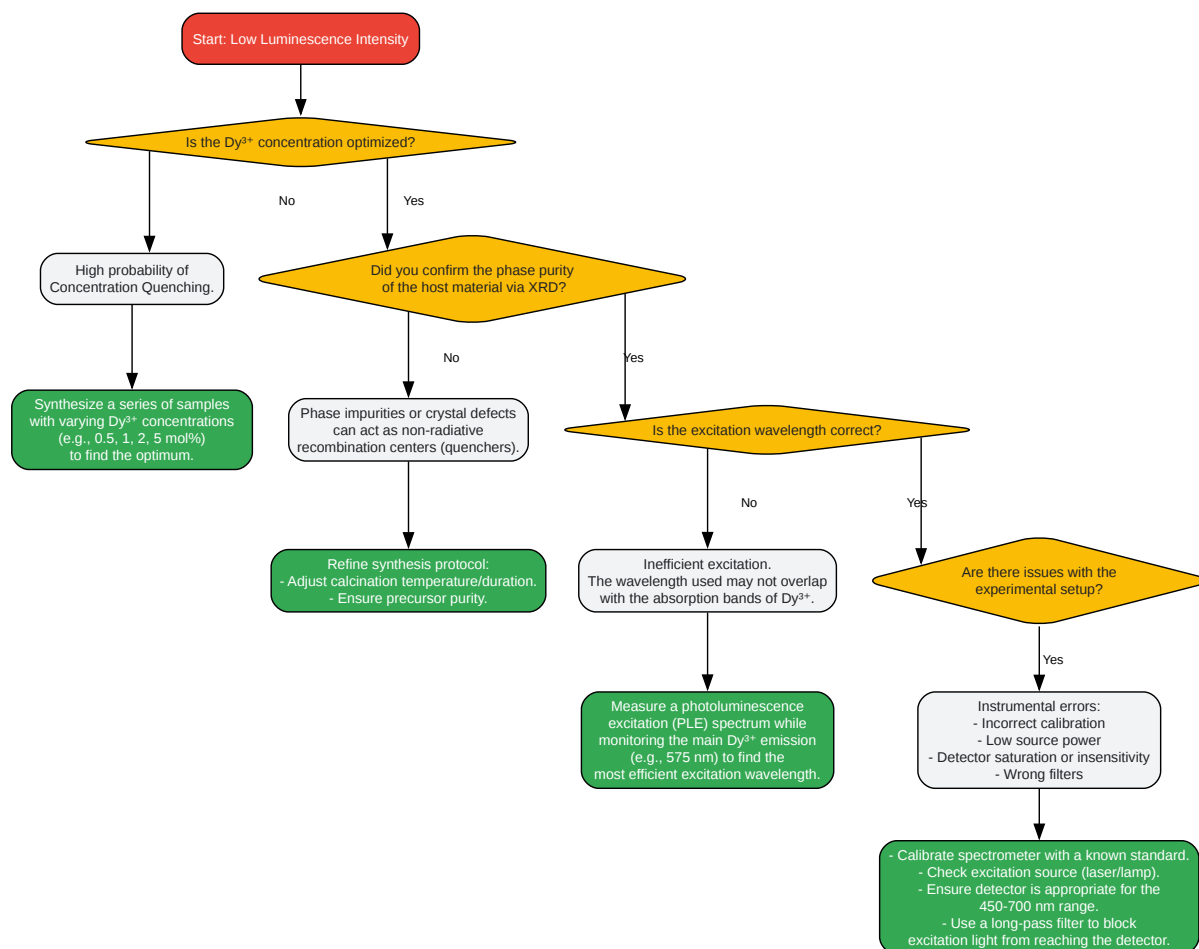 Start: Low Luminescence Intensity
Is the Dy³⁺ concentration optimized?
No
Yes
High probability of
Concentration Quenching.
Did you confirm the phase purity
of the host material via XRD?
No
Yes
Synthesize a series of samples
with varying Dy³⁺ concentrations
(e.g., 0.5, 1, 2, 5 mol%)
to find the optimum.
Phase impurities or crystal defects
can act as non-radiative
recombination centers (quenchers).
Is the excitation wavelength correct?
No
Yes
Refine synthesis protocol:
- Adjust calcination temperature/duration.
- Ensure precursor purity.
Inefficient excitation.
The wavelength used may not overlap
with the absorption bands of Dy³⁺.
Are there issues with the
experimental setup?
Yes
Measure a photoluminescence
excitation (PLE) spectrum while
monitoring the main Dy³⁺ emission
(e.g., 575 nm) to find the
most efficient excitation wavelength.
Instrumental errors:
- Incorrect calibration
- Low source power
- Detector saturation or insensitivity
- Wrong filters
- Calibrate spectrometer with a known standard.
- Check excitation source (laser/lamp).
- Ensure detector is appropriate for the
450-700 nm range.
- Use a long-pass filter to block
excitation light from reaching the detector.